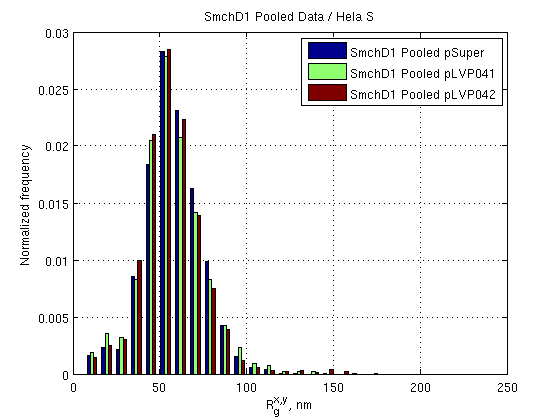 SmchD1 Pooled Data / Hela S
SmchD1 Pooled pSuper
SmchD1 Pooled pLVP041
SmchD1 Pooled pLVP042
Normalized frequency
0.03
0.025
0.02
0.015
0.01
0.005
0
0 50 100 150 200 250
R_g^{x,y}, nm